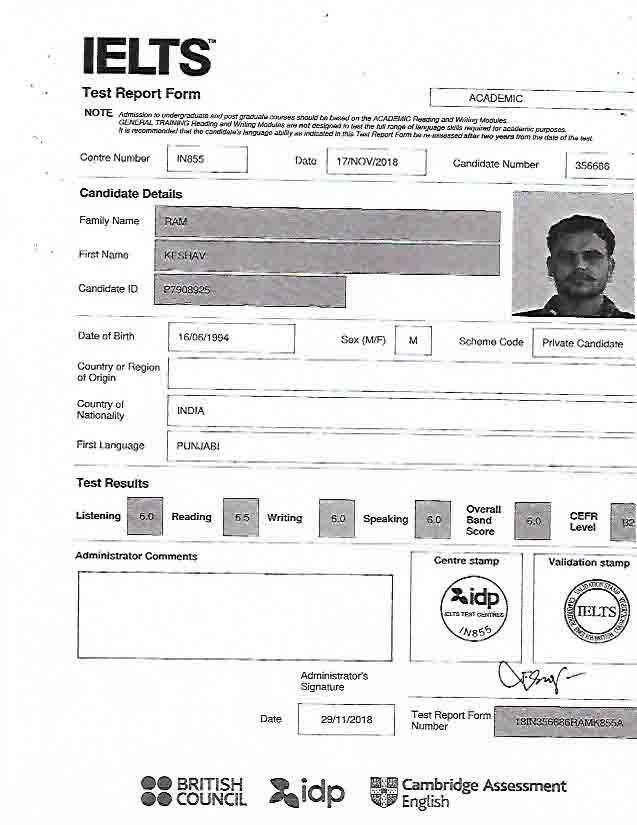 IELTS™
Test Report Form
ACADEMIC
NOTE Admission to undergraduate and post graduate courses should be based on the ACADEMIC Reading and Writing Modules.
GENERAL TRAINING Reading and Writing Modules are not designed to test the full range of language skills required for academic purposes.
It is recommended that the candidate's language ability as indicated in this Test Report Form be re-assessed after two years from the date of the test.
Centre Number IN855 Date 17/NOV/2018 Candidate Number 356686
Candidate Details
Family Name RAM
First Name KESHAV
Candidate ID P7908925
Date of Birth 16/06/1994 Sex (M/F) M Scheme Code Private Candidate
Country or Region
of Origin
Country of
Nationality INDIA
First Language PUNJABI
Test Results
Listening 6.0 Reading 6.5 Writing 6.0 Speaking 6.0 Overall Band Score 6.0 CEFR Level B2
Administrator Comments
Centre stamp
Validation stamp
idp
IELTS TEST CENTRES
IN855
VALIDATION STAMP
IELTS
Administrator's
Signature
Date 29/11/2018
Test Report Form
Number 18IN356686RAMK855A
BRITISH
COUNCIL
idp
Cambridge Assessment
English